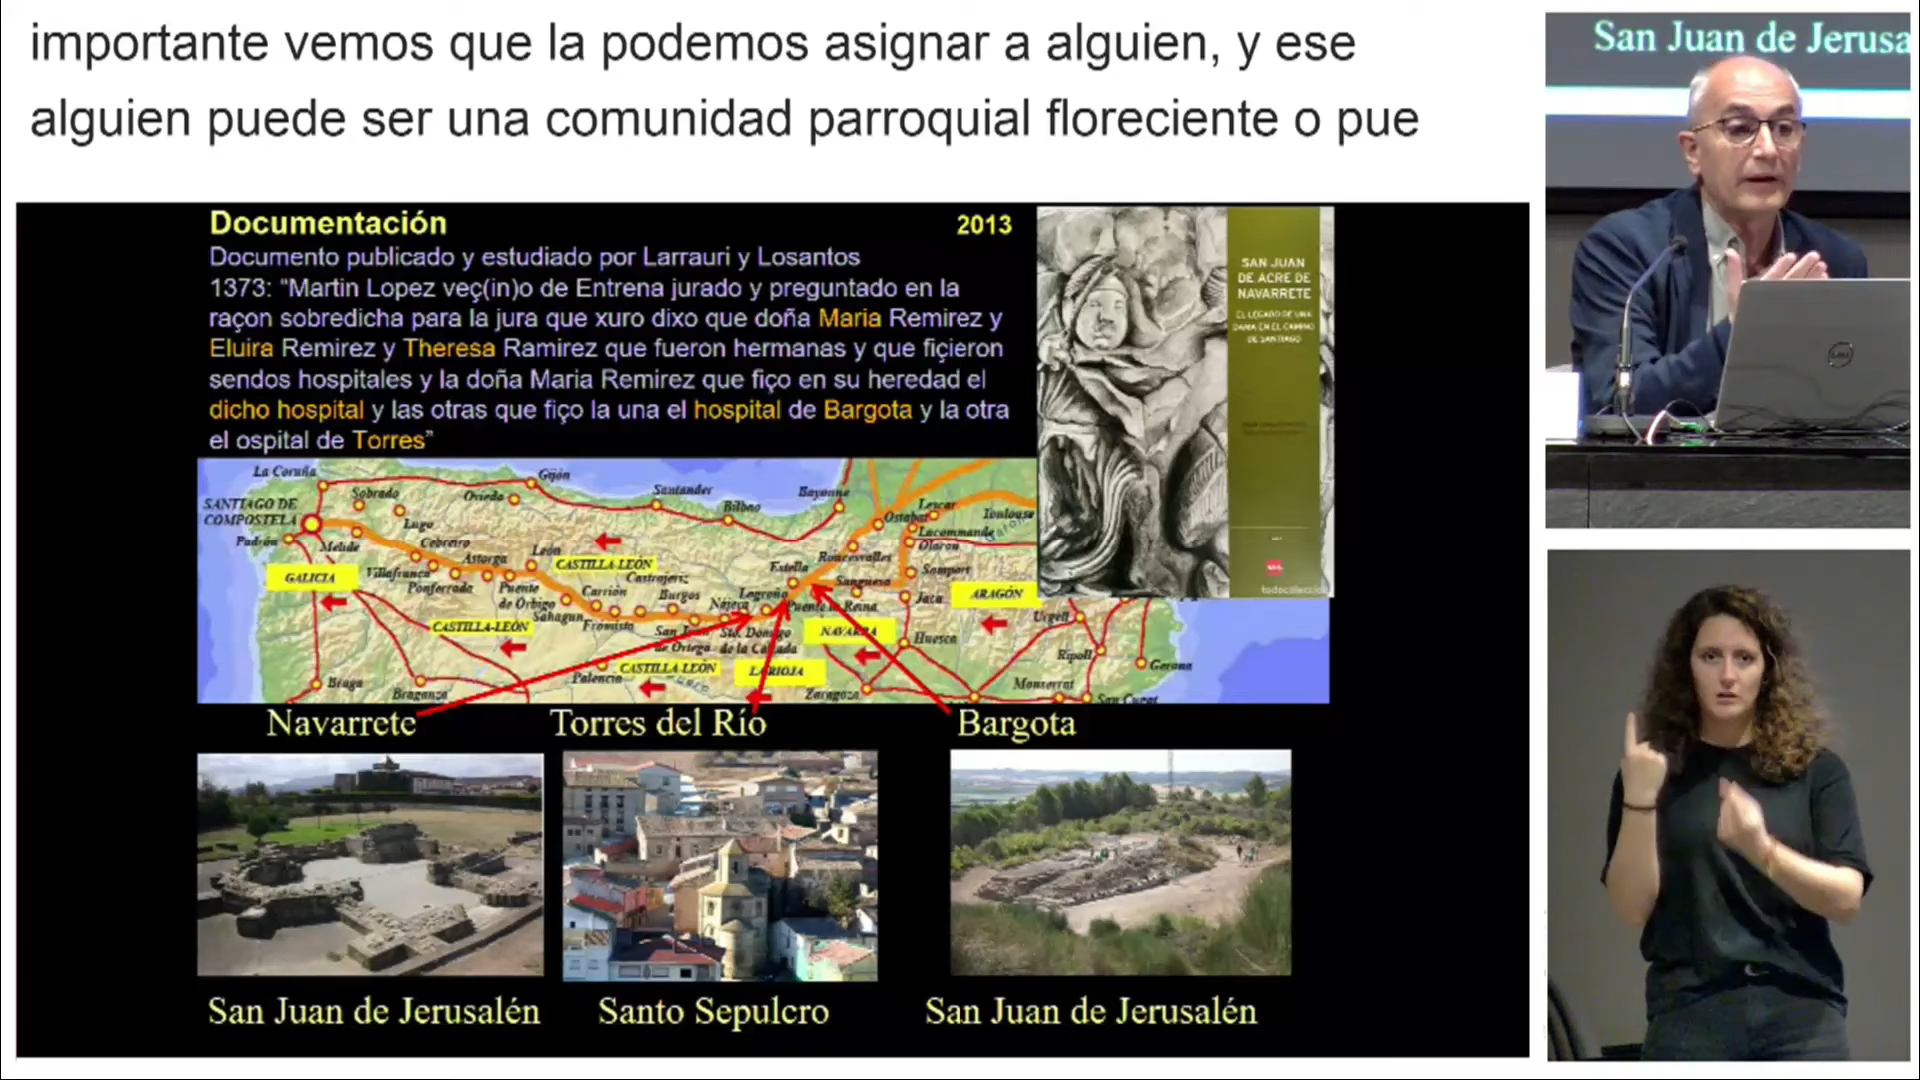 importante vemos que la podemos asignar a alguien, y ese
alguien puede ser una comunidad parroquial floreciente o pue
San Juan de Jerusa
Documentación
2013
Documento publicado y estudiado por Larrauri y Losantos
1373: “Martin Lopez veç(in)o de Entrena jurado y preguntado en la
raçon sobredicha para la jura que xuro dixo que doña Maria Remirez y
Eluira Remirez y Theresa Ramirez que fueron hermanas y que fiçieron
sendos hospitales y la doña Maria Remirez que fiço en su heredad el
dicho hospital y las otras que fiço la una el hospital de Bargota y la otra
el ospital de Torres”
SAN JUAN
DE ACRE DE
NAVARRETE
EL LEGADO DE UNA
DAMA EN EL CAMINO
DE SANTIAGO
todocolecci
La Coruña
SANTIAGO DE
COMPOSTELA
Sobrado
Oviedo
Gijón
Santander
Bilbao
Bayonne
Ostabat
Lescar
Toulouse
Lacommande
Oloron
Padrón
Melide
Lugo
Cebreiro
Astorga
León
CASTILLA-LEÓN
Roncesvalles
Estella
Somport
GALICIA
Villafranca
Ponferrada
Puente
de Orbigo
Carrión
Castrojeriz
Burgos
Nájera
Logroño
Puente la Reina
Sanguesa
Jaca
ARAGÓN
Sahagun
Fromista
CASTILLA-LEÓN
San Juan
de Ortega
Sto. Domigo
de la Calzada
NAVARRA
Huesca
Urgell
Ripoll
Gerona
CASTILLA-LEÓN
LA RIOJA
Palencia
Braga
Braganza
Zaragoza
Monserrat
San Cugat
Navarrete
Torres del Río
Bargota
San Juan de Jerusalén
Santo Sepulcro
San Juan de Jerusalén